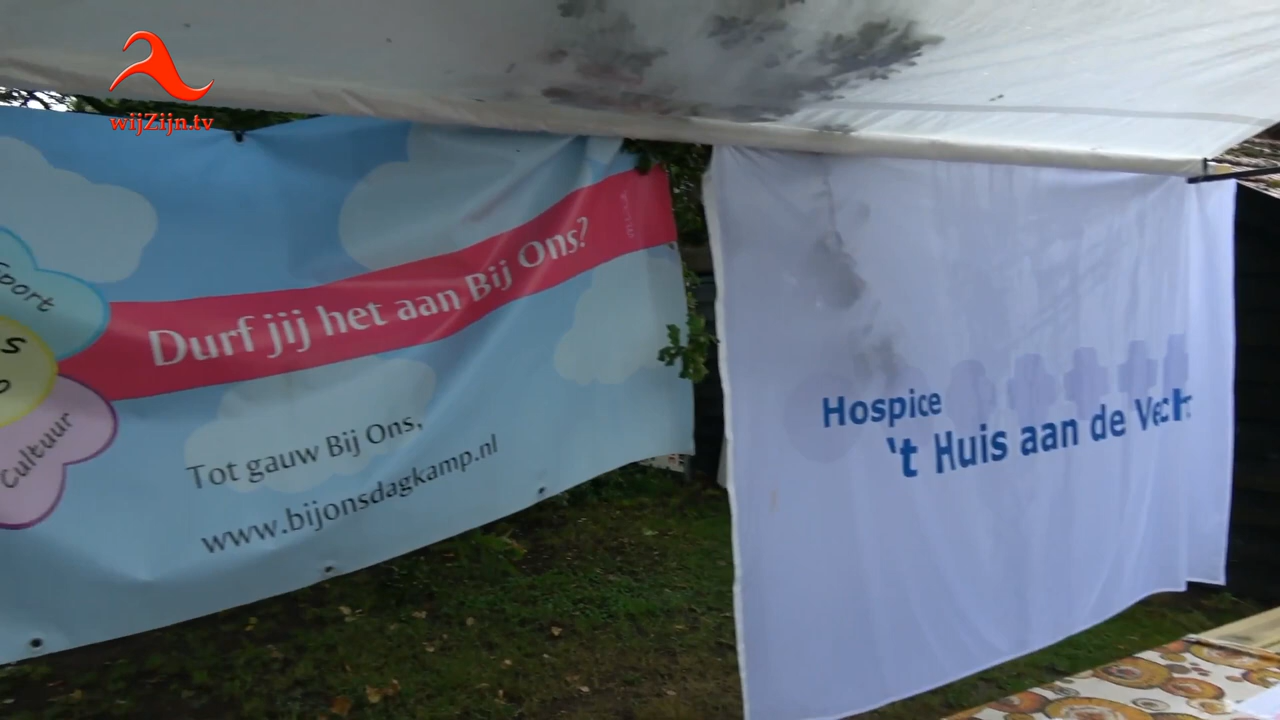 wijZijn.tv
Sport
Cultuur
Durf jij het aan Bij Ons?
Tot gauw Bij Ons,
www.bijonsdagkamp.nl
Hospice
't Huis aan de Vecht